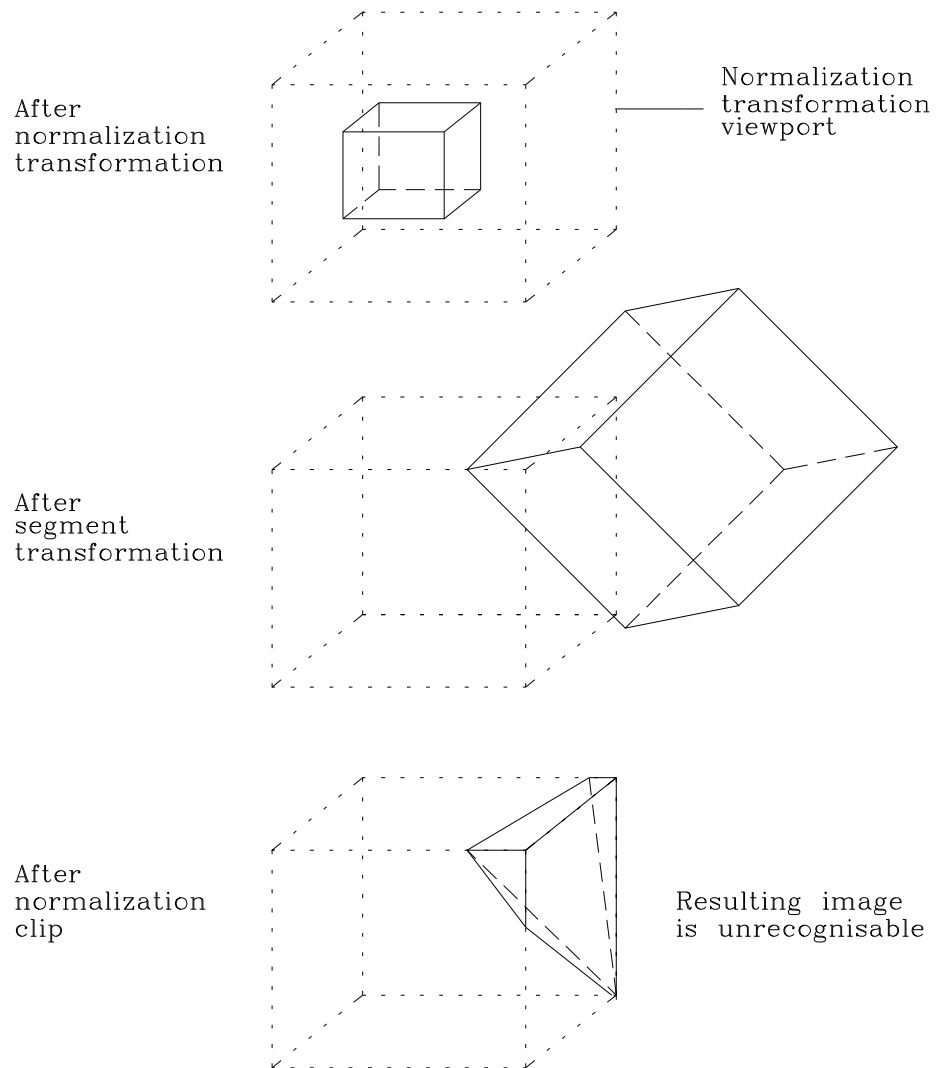 After
normalization
transformation
Normalization
transformation
viewport
After
segment
transformation
After
normalization
clip
Resulting image
is unrecognisable